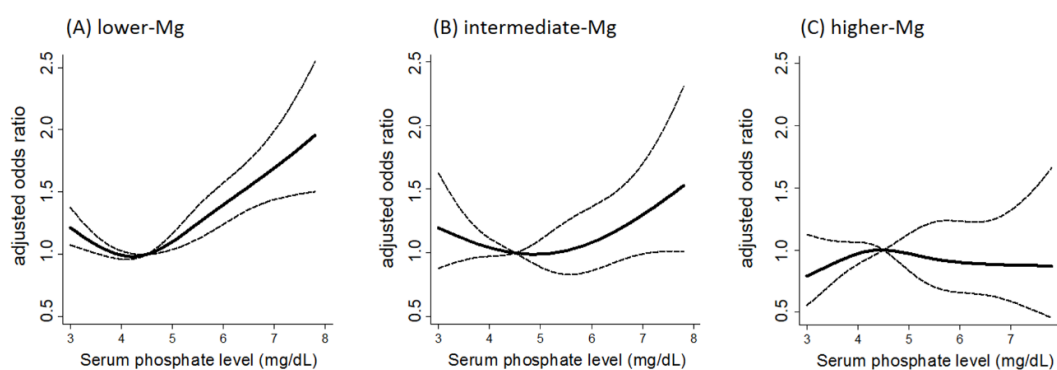 (A) lower-Mg
(B) intermediate-Mg
(C) higher-Mg
adjusted odds ratio
0.5 1.0 1.5 2.0 2.5
3 4 5 6 7 8
Serum phosphate level (mg/dL)
adjusted odds ratio
0.5 1.0 1.5 2.0 2.5
3 4 5 6 7 8
Serum phosphate level (mg/dL)
adjusted odds ratio
0.5 1.0 1.5 2.0 2.5
3 4 5 6 7
Serum phosphate level (mg/dL)